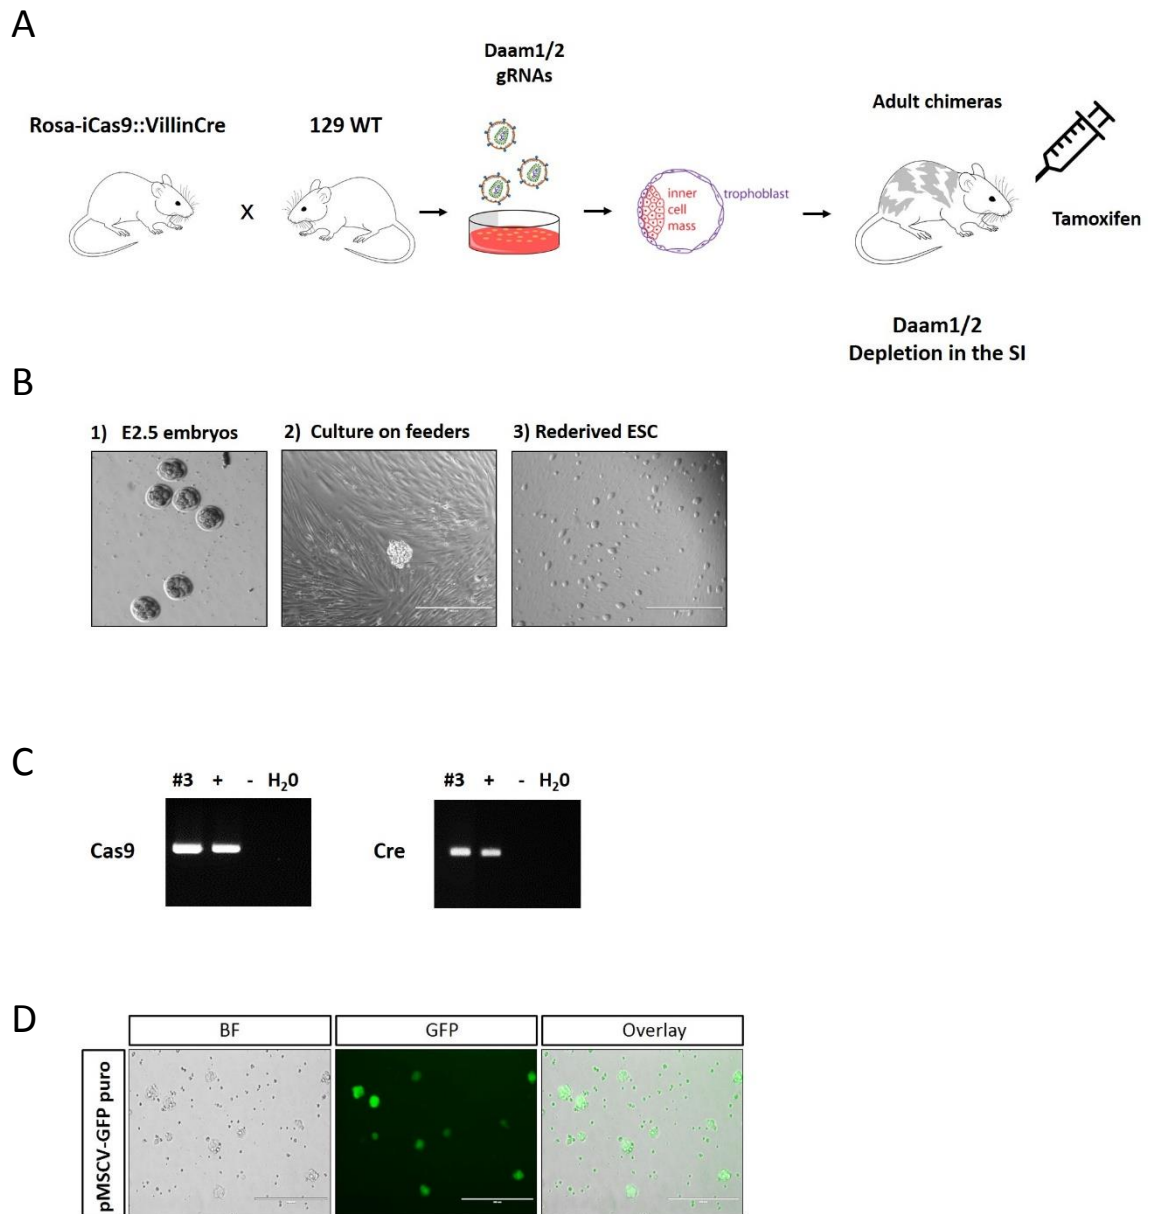 A
Daam1/2
gRNAs
Rosa-iCas9::VillinCre
129 WT
Adult chimeras
X
inner
cell
mass
trophoblast
Tamoxifen
Daam1/2
Depletion in the SI
B
1) E2.5 embryos
2) Culture on feeders
3) Rederived ESC
C
#3 + - H₂0
#3 + - H₂0
Cas9
Cre
D
BF
GFP
Overlay
pMSCV-GFP puro